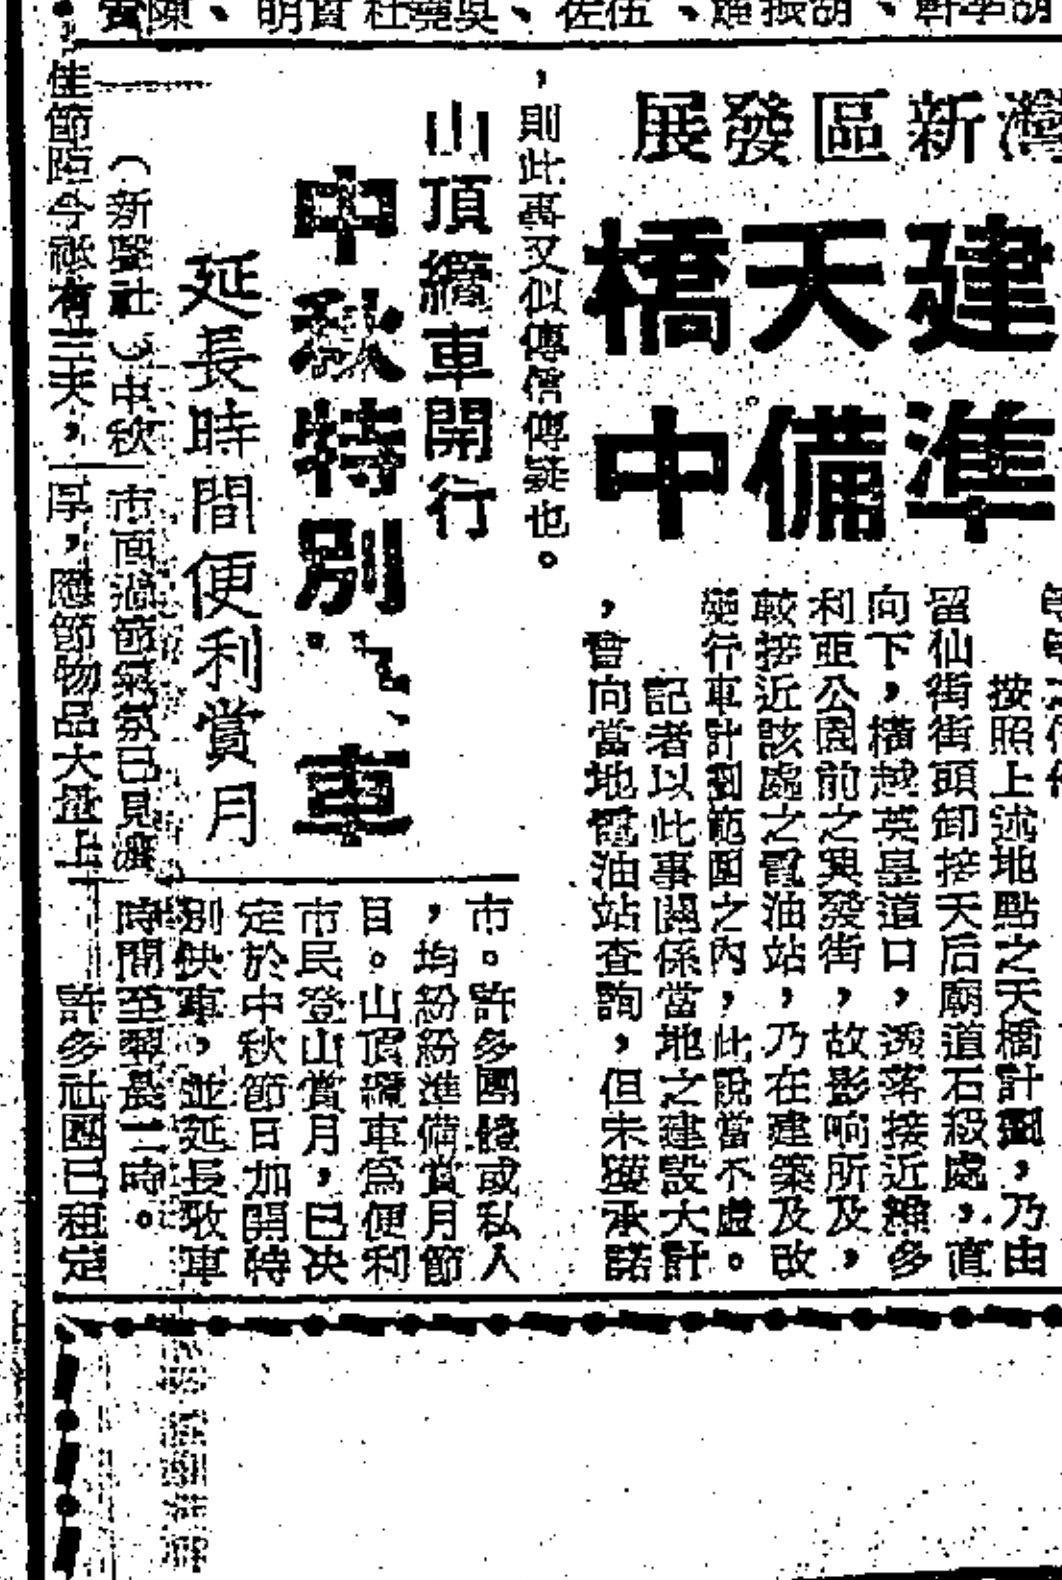 灣新區發展
建天橋
準備中
按照上述地點之天橋計劃，乃由
留仙街街頭卸接天后廟道石級處，直
向下，橫越英皇道口，透落接近維多
利亞公園前之興發街，故影响所及，
較接近該處之電油站，乃在建築及改
變行車計劃範圍之內，此說當不虛。
記者以此事關係當地之建設大計
，曾向當地電油站查詢，但未獲承諾
，則此事又似傳信傳疑也。
山頂纜車開行
中秋特別 車
延長時間便利賞月
（新聲社）中秋
佳節距今祗有三天，
市面過節氣氛已見濃
厚，應節物品大量上
市。許多團體或私人
，均紛紛準備賞月節
目。山頂纜車爲便利
市民登山賞月，已决
定於中秋節日加開特
別快車，並延長收車
時間至翌晨二時。
許多社團已租定